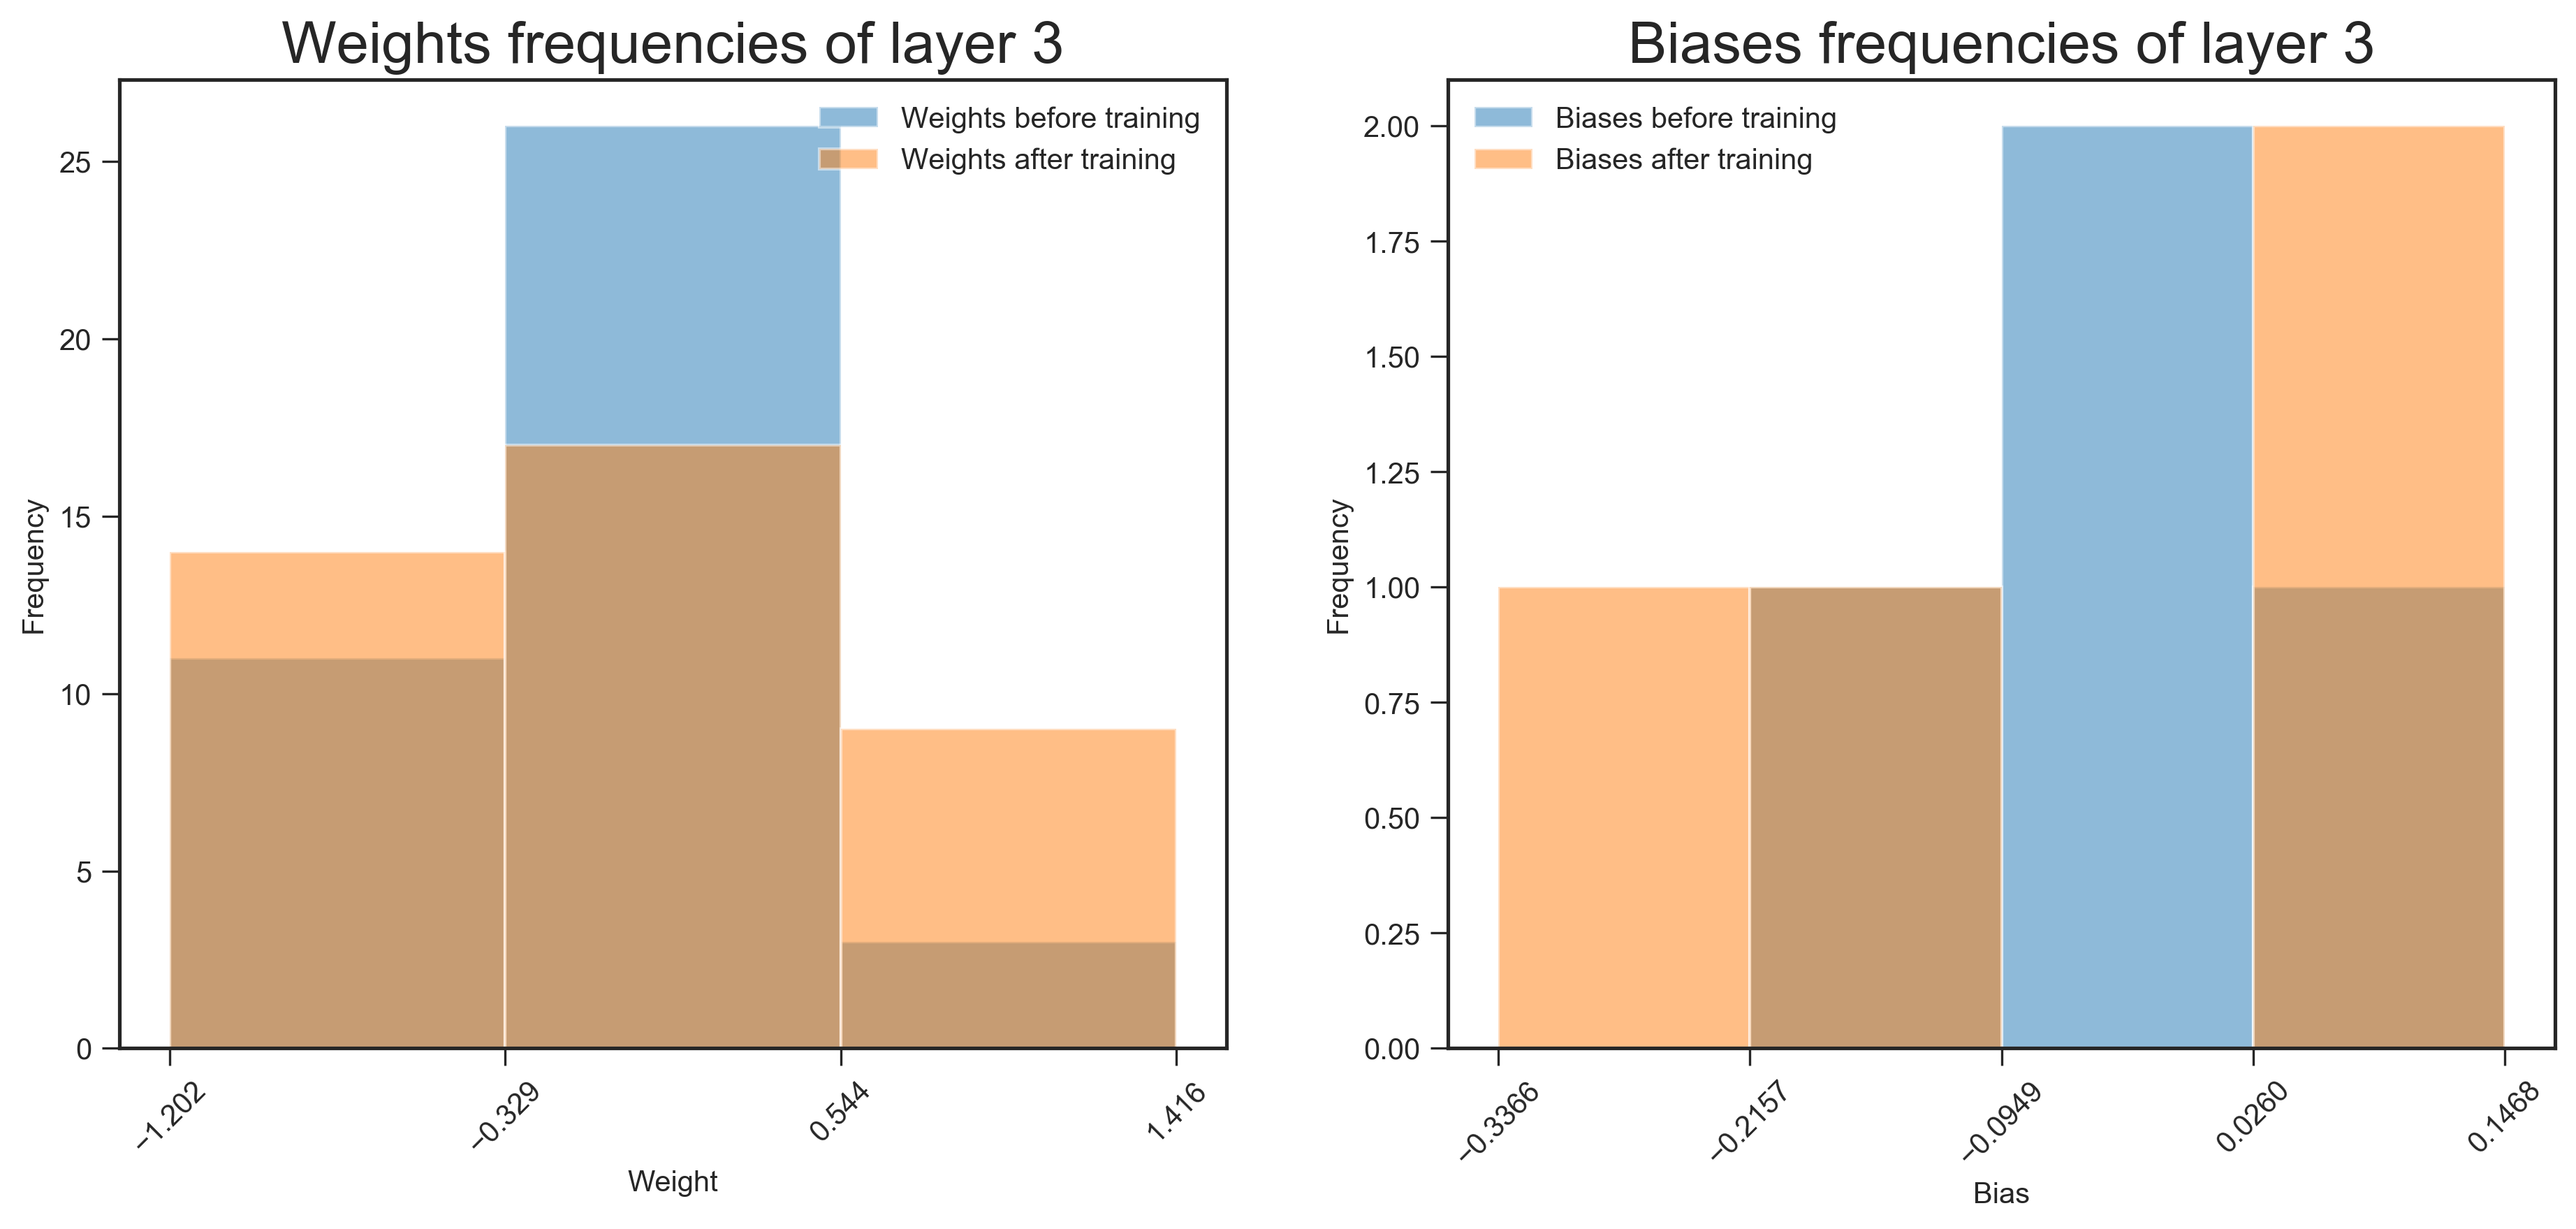 Weights frequencies of layer 3
Weights before training
Weights after training
25
20
15
10
5
0
Frequency
−1.202
−0.329
0.544
1.416
Weight
Biases frequencies of layer 3
Biases before training
Biases after training
2.00
1.75
1.50
1.25
1.00
0.75
0.50
0.25
0.00
Frequency
−0.3366
−0.2157
−0.0949
0.0260
0.1468
Bias